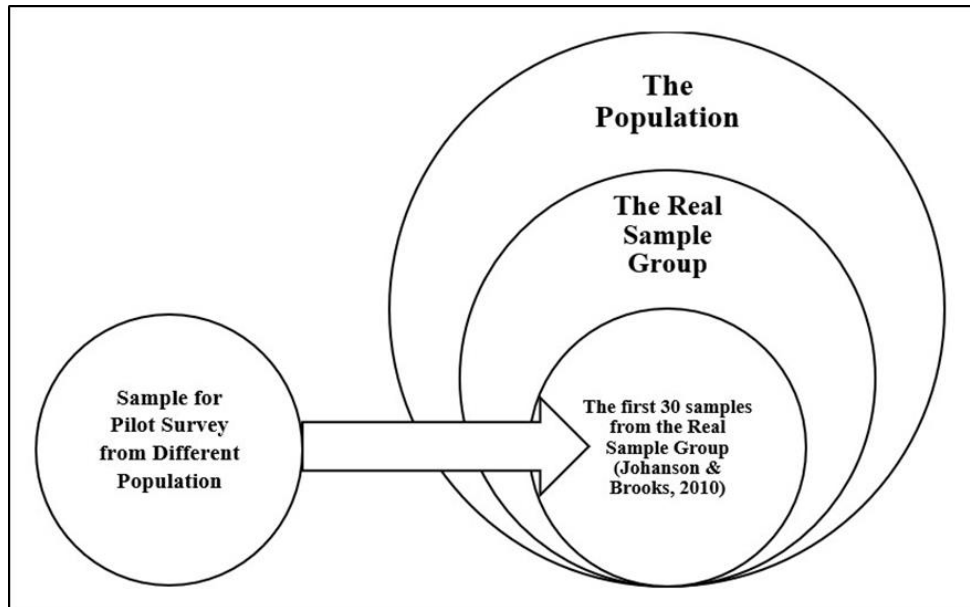 The
Population
The Real
Sample
Group
Sample for
Pilot Survey
from Different
Population
The first 30 samples
from the Real
Sample Group
(Johanson &
Brooks, 2010)